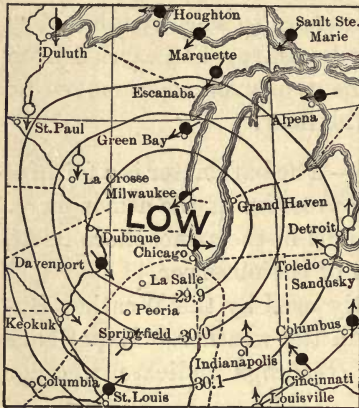 Houghton
Sault Ste.
Marie
Duluth
Marquette
Escanaba
Alpena
St. Paul
Green Bay
La Crosse
Milwaukee
Grand Haven
LOW
Dubuque
Detroit
Chicago
Davenport
Toledo
La Salle
Sandusky
29.9
Peoria
Keokuk
Springfield
30.0
Columbus
Indianapolis
Columbia
30.1
Cincinnati
St. Louis
Louisville